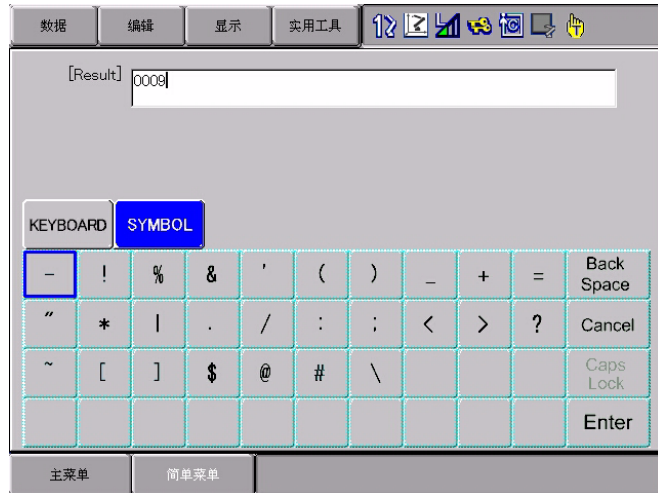 数据 编辑 显示 实用工具
[Result] 0009
KEYBOARD SYMBOL
- ! % & ' ( ) _ + = Back Space
" * | . / : ; < > ? Cancel
~ [ ] $ @ # \ Caps Lock
Enter
主菜单 简单菜单